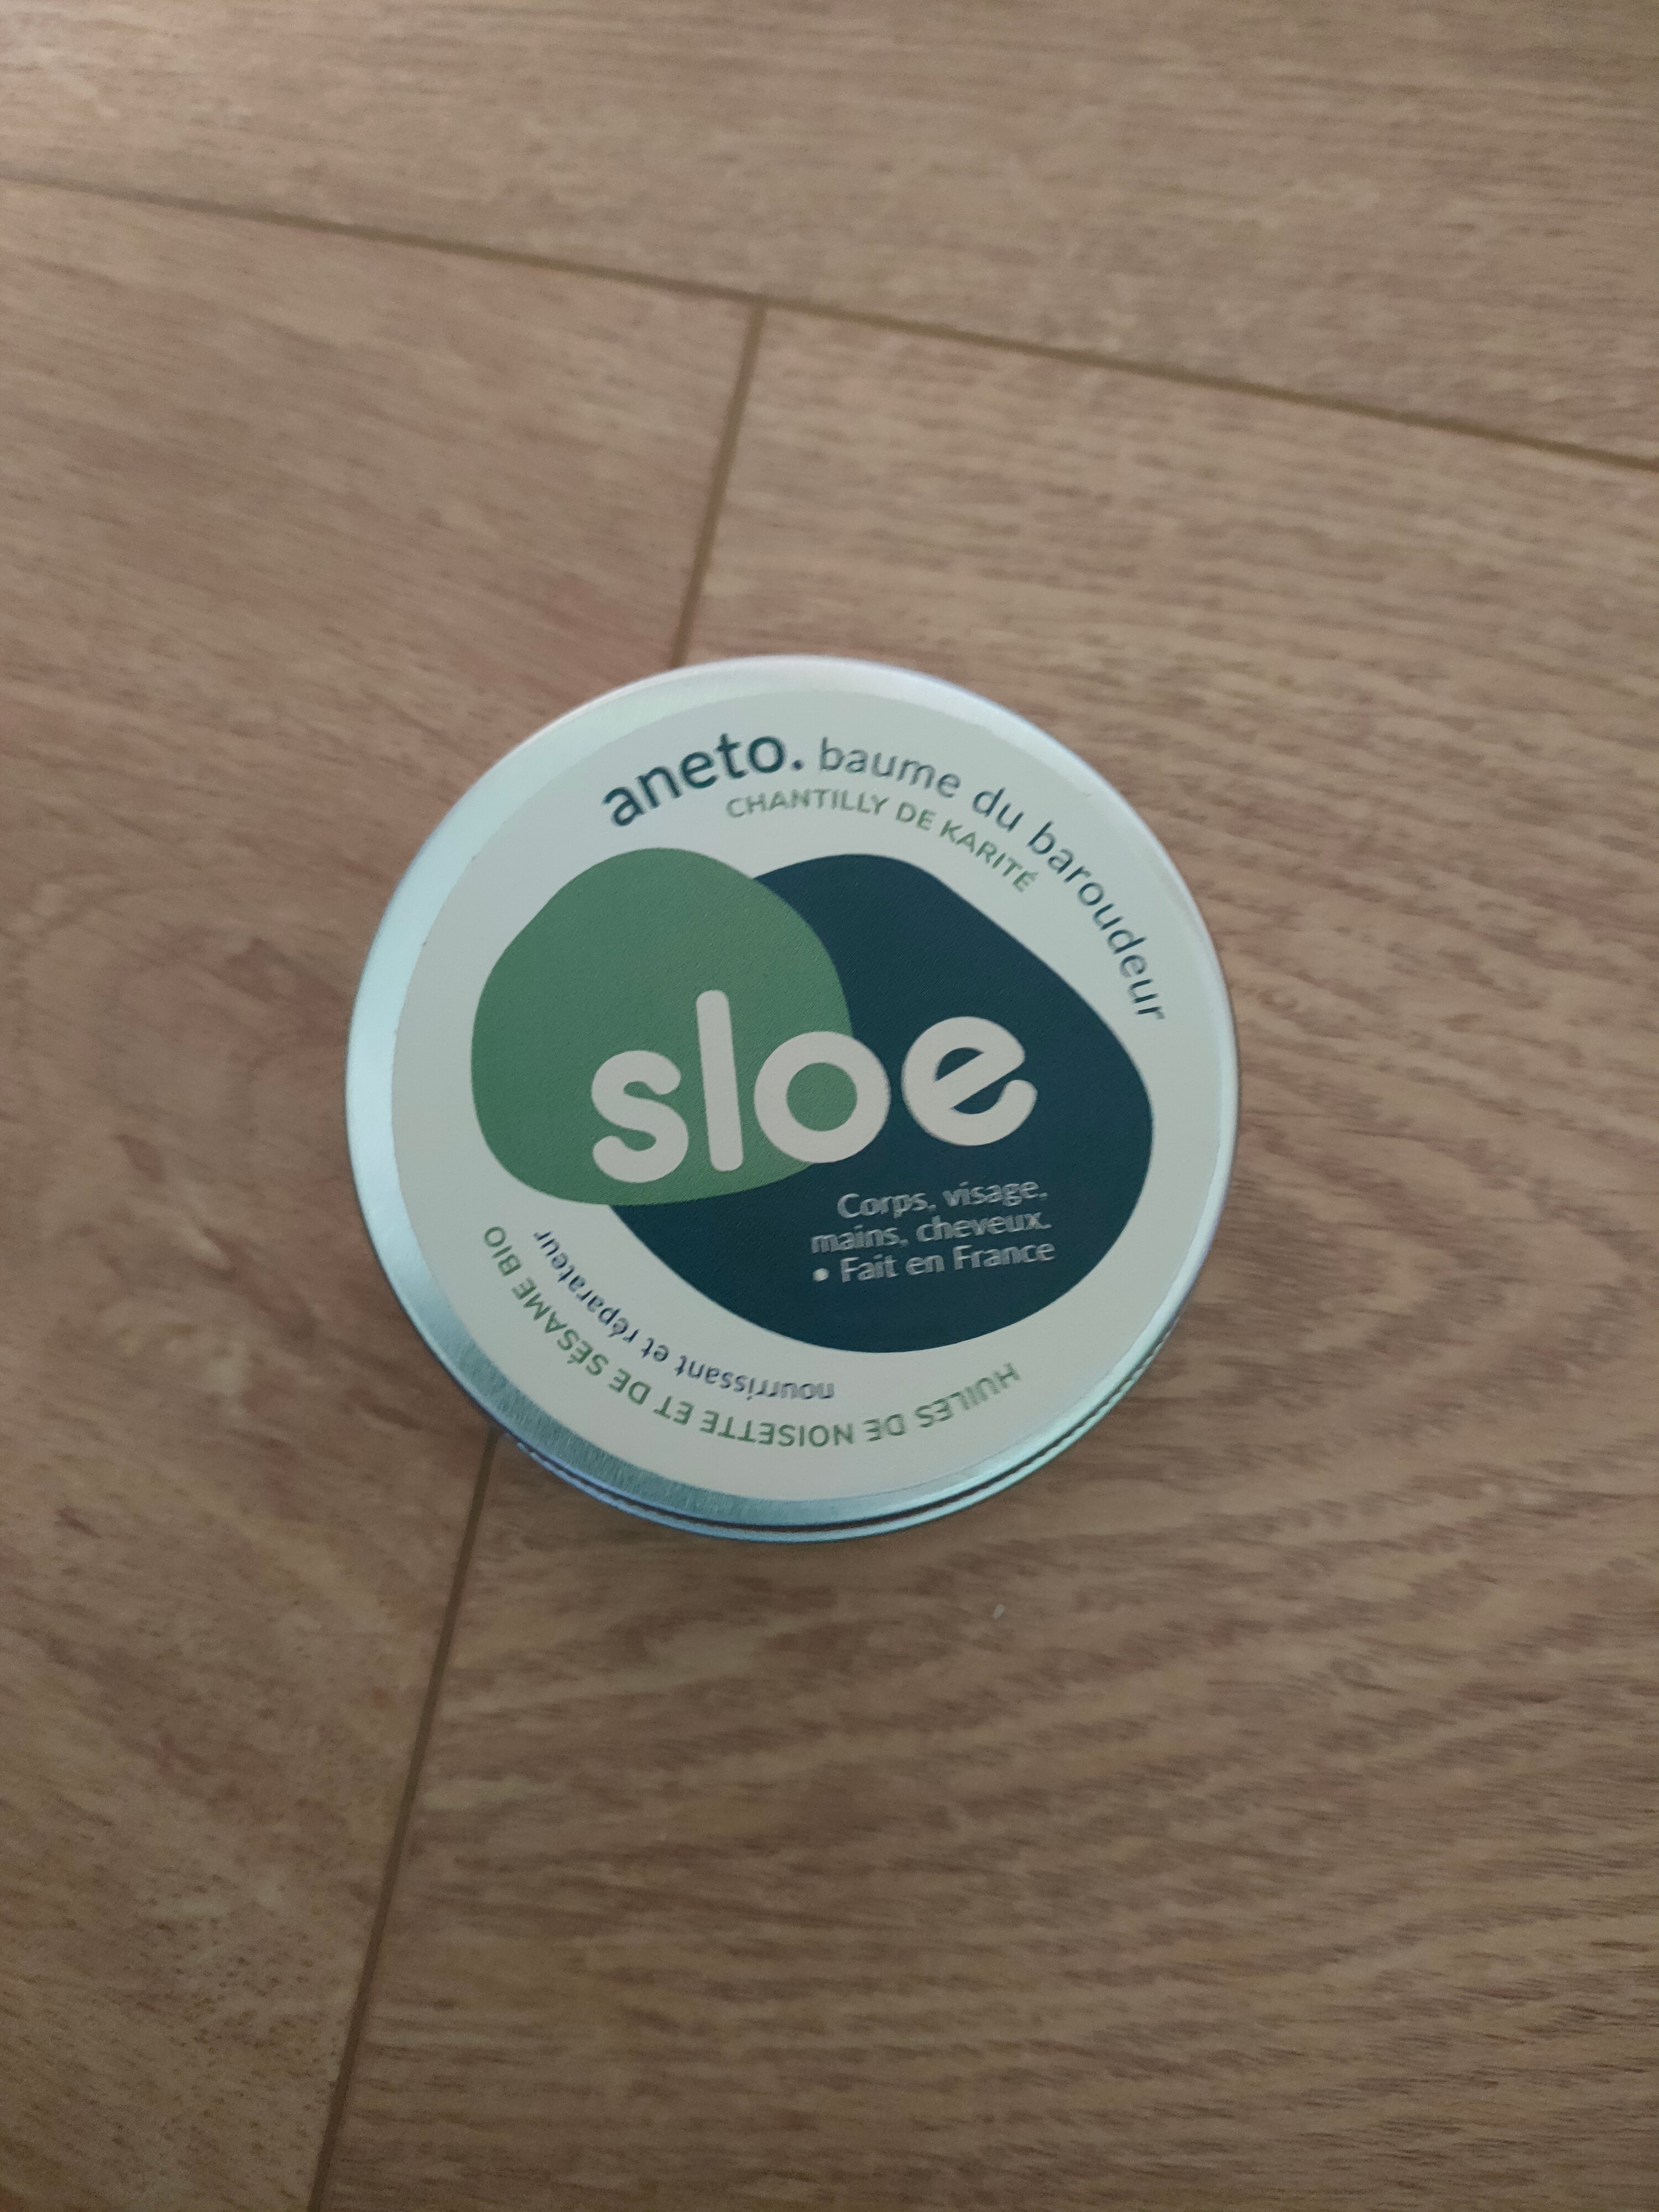 aneto. baume du baroudeur
CHANTILLY DE KARITÉ
sloe
Corps, visage,
mains, cheveux.
• Fait en France
nourrissant et réparateur
HUILES DE NOISETTE ET DE SÉSAME BIO